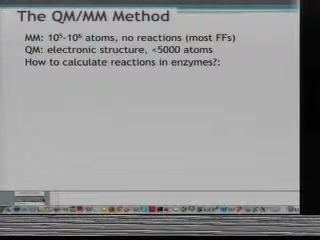 The QM/MM Method
MM: 10⁵-10⁶ atoms, no reactions (most FFs)
QM: electronic structure, <5000 atoms
How to calculate reactions in enzymes?: